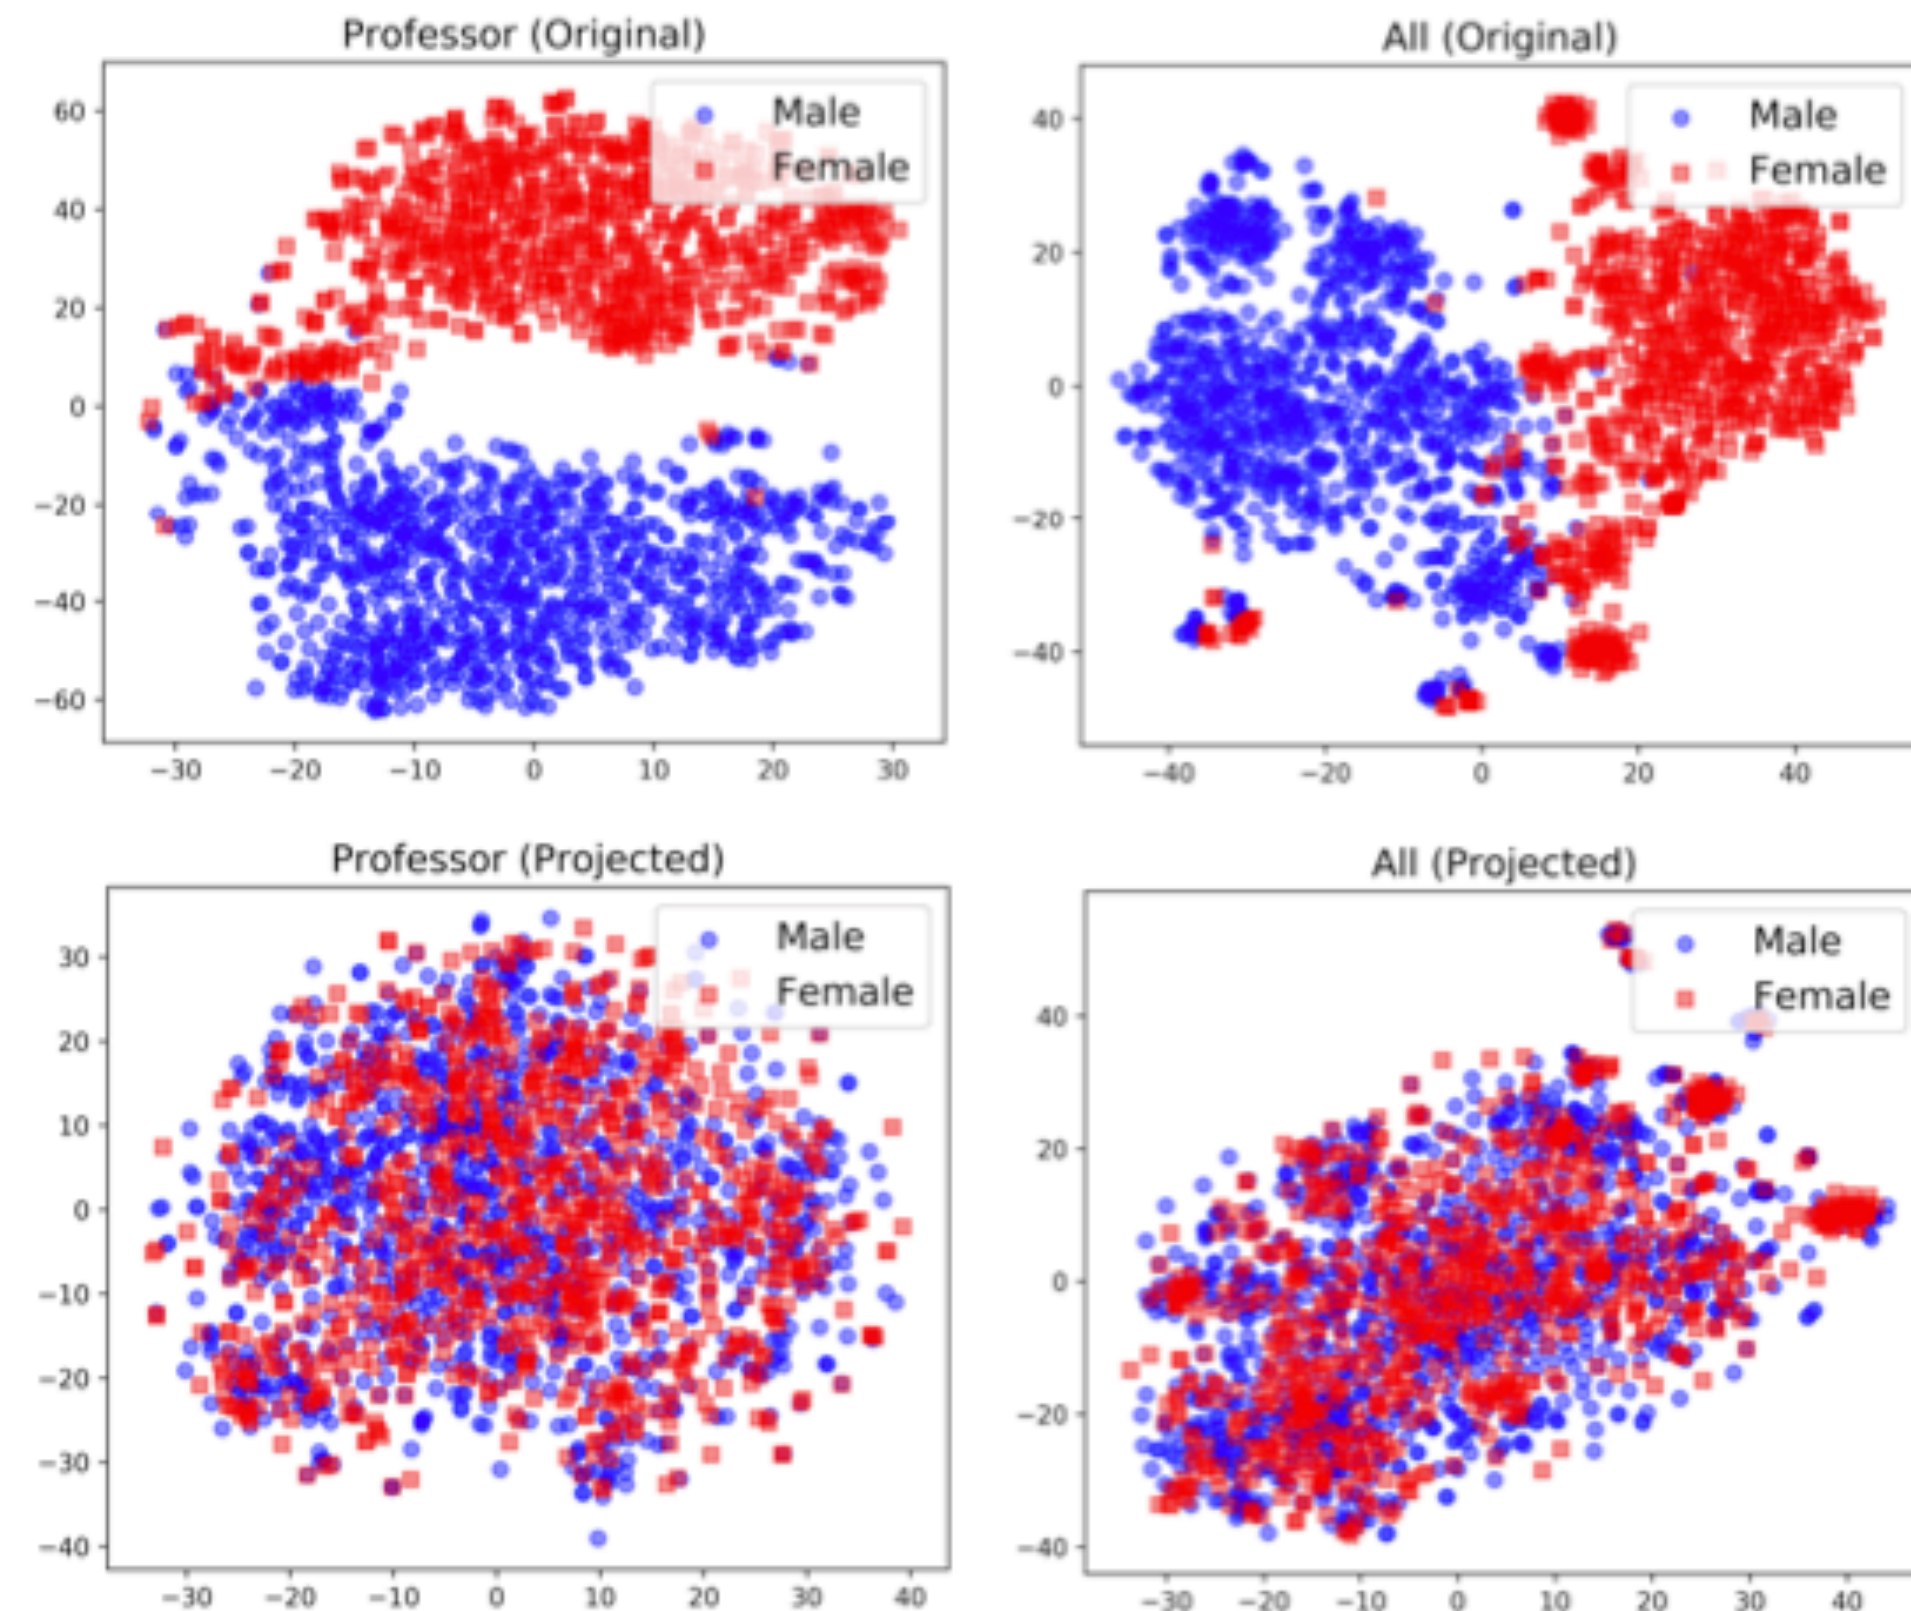 Professor (Original)
60
40
20
0
−20
−40
−60
−30 −20 −10 0 10 20 30
Male
Female
All (Original)
40
20
0
−20
−40
−40 −20 0 20 40
Male
Female
Professor (Projected)
30
20
10
0
−10
−20
−30
−40
−30 −20 −10 0 10 20 30 40
Male
Female
All (Projected)
40
20
0
−20
−40
−30 −20 −10 0 10 20 30 40
Male
Female